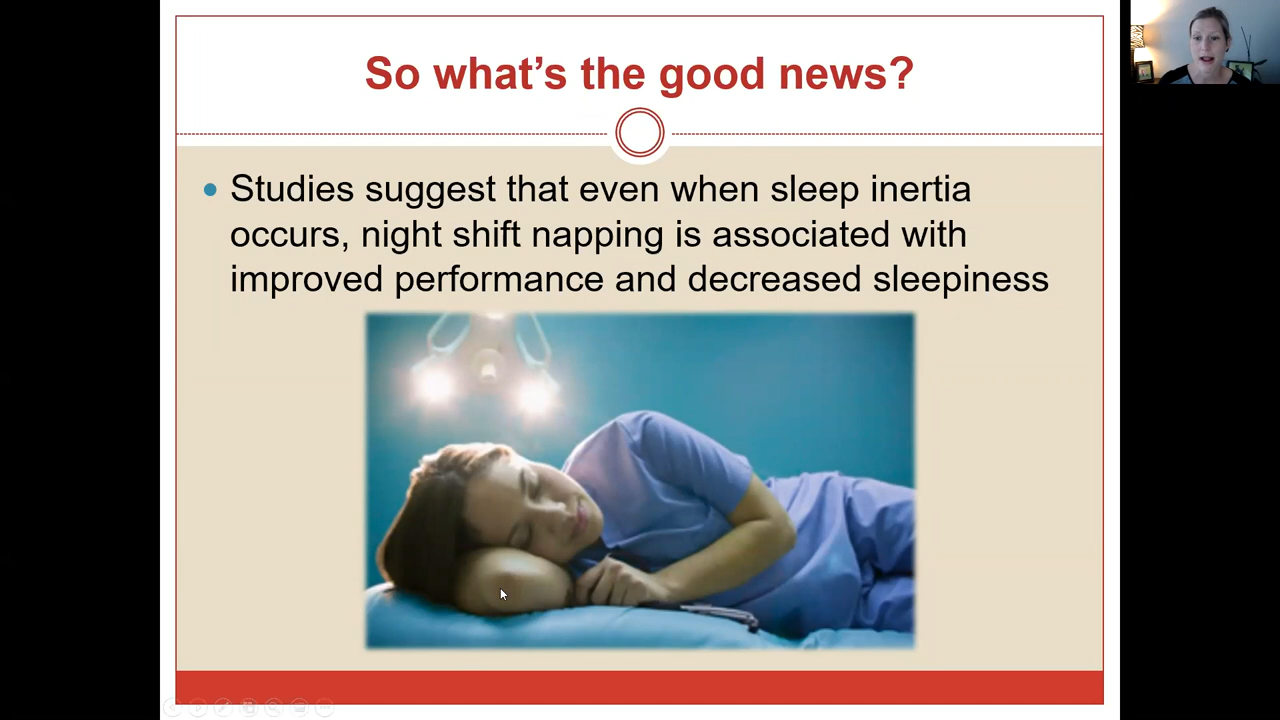 So what’s the good news?
Studies suggest that even when sleep inertia
occurs, night shift napping is associated with
improved performance and decreased sleepiness